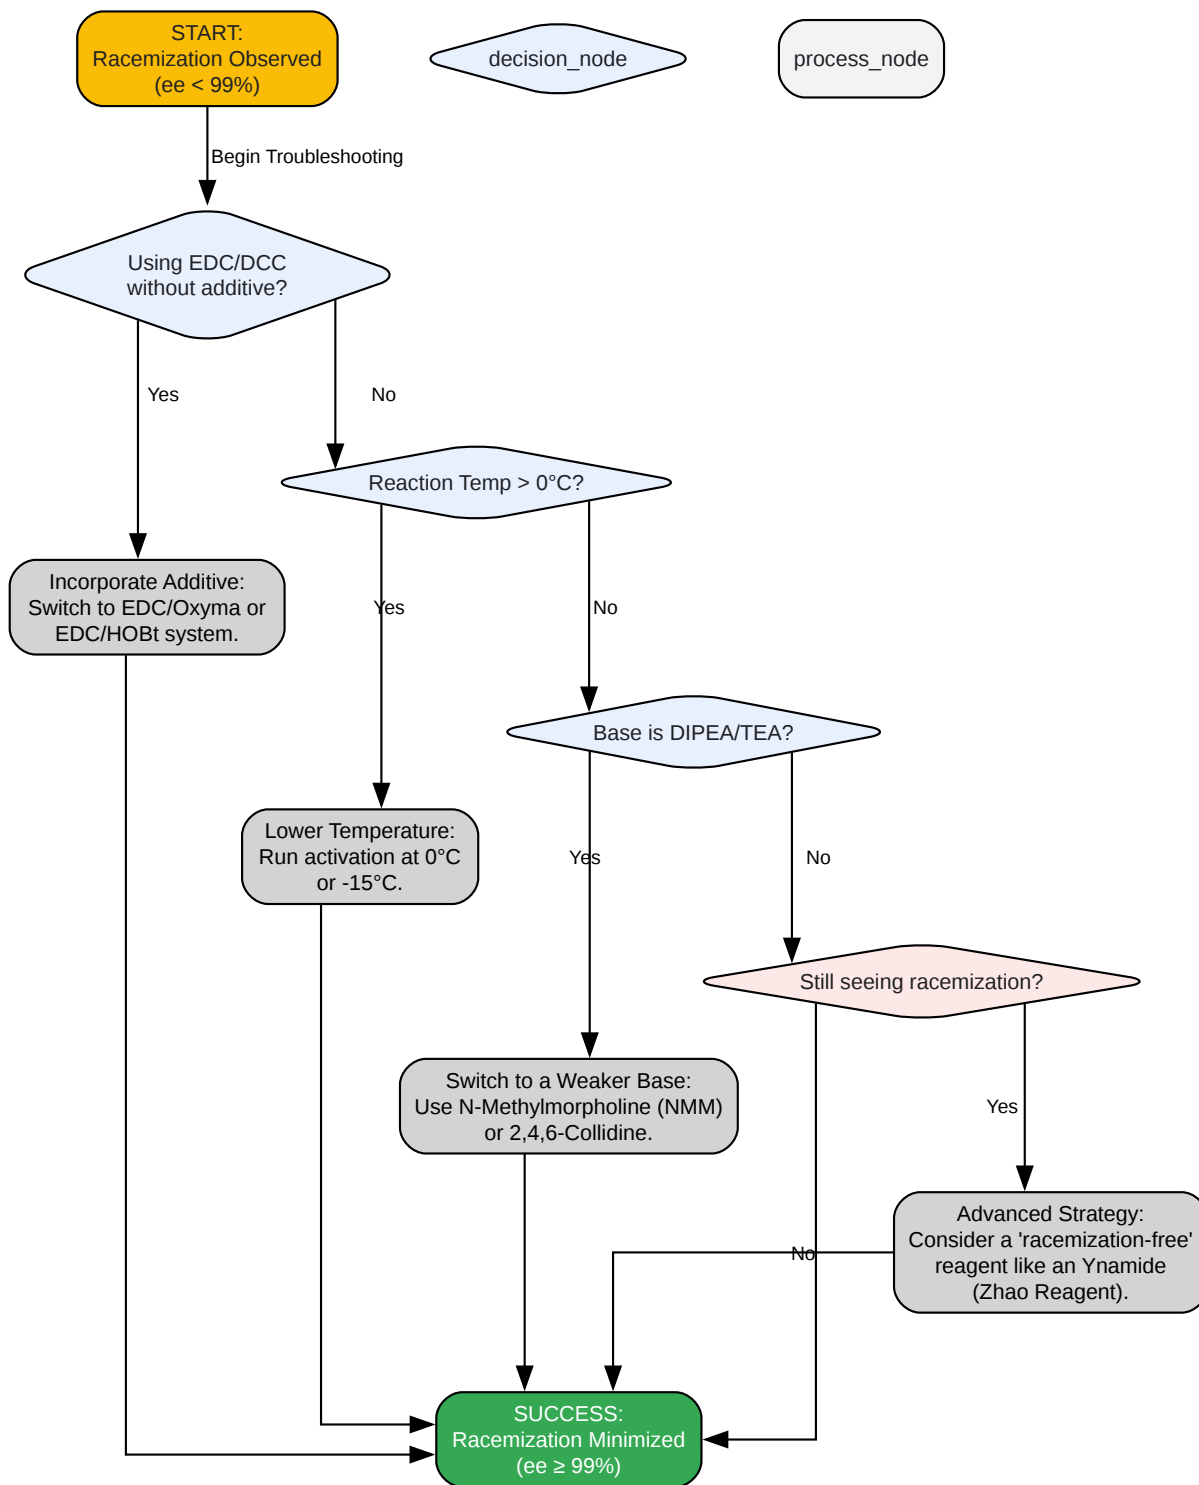 START:
Racemization Observed
(ee < 99%)
decision_node
process_node
Begin Troubleshooting
Using EDC/DCC
without additive?
Yes
No
Reaction Temp > 0°C?
Incorporate Additive:
Switch to EDC/Oxyma or
EDC/HOBt system.
Yes
No
Base is DIPEA/TEA?
Lower Temperature:
Run activation at 0°C
or -15°C.
Yes
No
Still seeing racemization?
Switch to a Weaker Base:
Use N-Methylmorpholine (NMM)
or 2,4,6-Collidine.
Yes
No
Advanced Strategy:
Consider a 'racemization-free'
reagent like an Ynamide
(Zhao Reagent).
SUCCESS:
Racemization Minimized
(ee ≥ 99%)